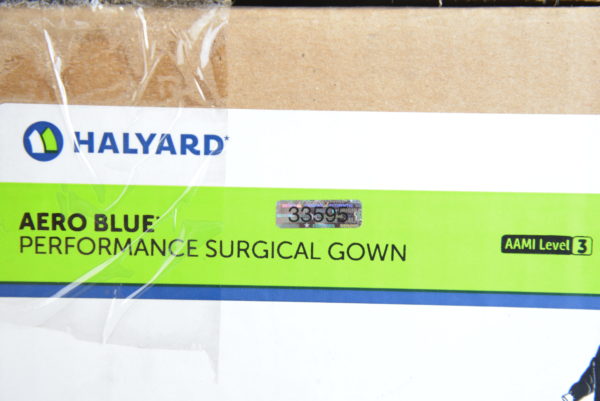 HALYARD*
33595
AERO BLUE*
PERFORMANCE SURGICAL GOWN
AAMI Level 3